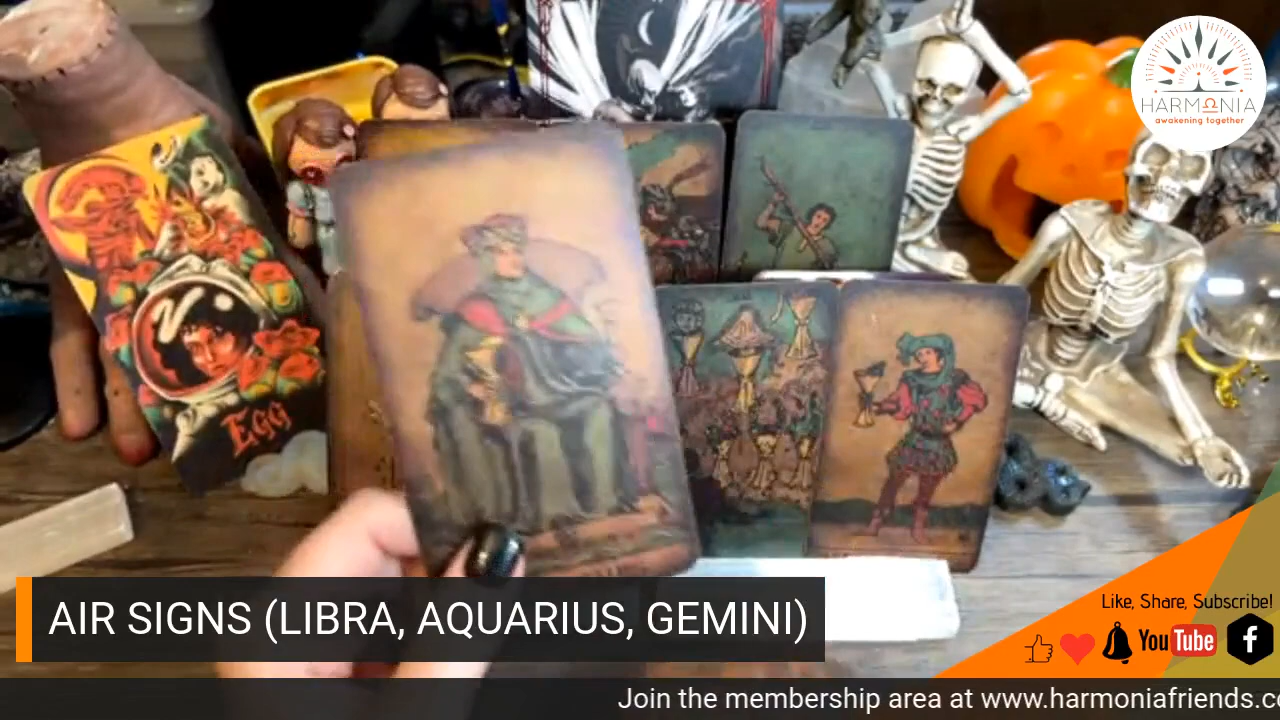 HARMΩNIA
awakening together
EGG
AIR SIGNS (LIBRA, AQUARIUS, GEMINI)
Like, Share, Subscribe!
YouTube
f
Join the membership area at www.harmoniafriends.c